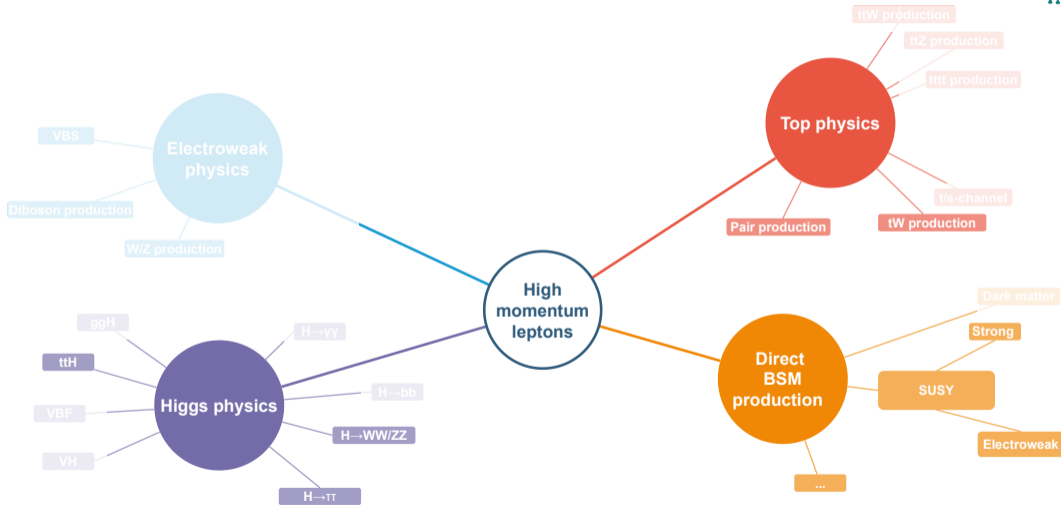 ttW production
ttZ production
tttt production
Top physics
t/s-channel
tW production
Pair production
VBS
Electroweak
physics
Diboson production
W/Z production
High
momentum
leptons
ggH
ttH
VBF
VH
Higgs physics
H→γγ
H→bb
H→WW/ZZ
H→ττ
Direct
BSM
production
Dark matter
Strong
SUSY
Electroweak
...